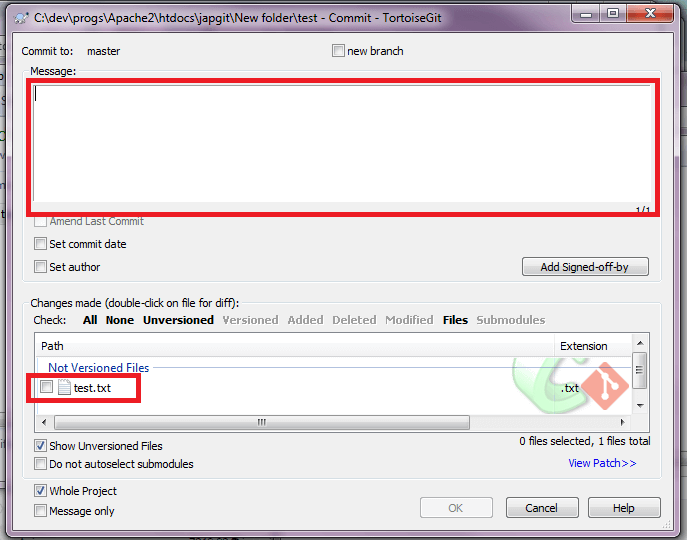 C:\dev\progs\Apache2\htdocs\japgit\New folder\test - Commit - TortoiseGit
Commit to: master new branch
Message:
1/1
Amend Last Commit
Set commit date
Set author Add Signed-off-by
Changes made (double-click on file for diff):
Check: All None Unversioned Versioned Added Deleted Modified Files Submodules
Path Extension
Not Versioned Files
test.txt .txt
Show Unversioned Files 0 files selected, 1 files total
Do not autoselect submodules View Patch>>
Whole Project
Message only OK Cancel Help